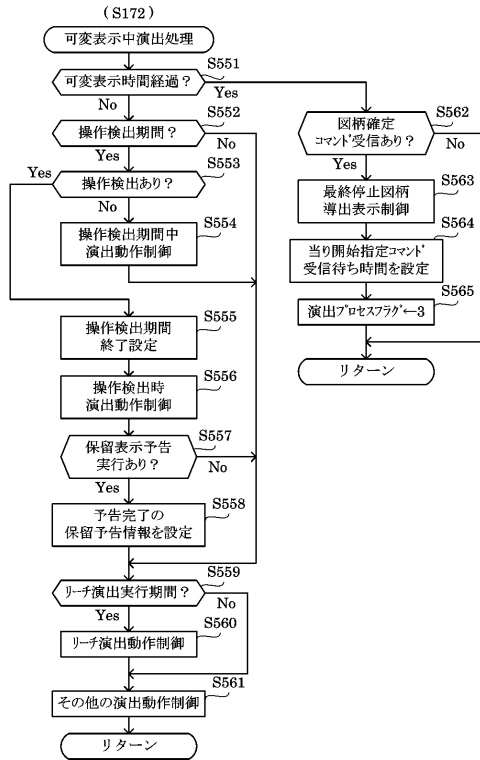 (S172)
可変表示中演出処理
S551
可変表示時間経過？
Yes
No
S552
操作検出期間？
No
Yes
S553
操作検出あり？
Yes
No
S554
操作検出期間中
演出動作制御
S555
操作検出期間
終了設定
S556
操作検出時
演出動作制御
S557
保留表示予告
実行あり？
No
Yes
S558
予告完了の
保留予告情報を設定
S559
ﾘｰﾁ演出実行期間？
No
Yes
S560
ﾘｰﾁ演出動作制御
S561
その他の演出動作制御
リターン
S562
図柄確定
ｺﾏﾝﾄﾞ受信あり？
No
Yes
S563
最終停止図柄
導出表示制御
S564
当り開始指定ｺﾏﾝﾄﾞ
受信待ち時間を設定
S565
演出ﾌﾟﾛｾｽﾌﾗｸﾞ←3
リターン